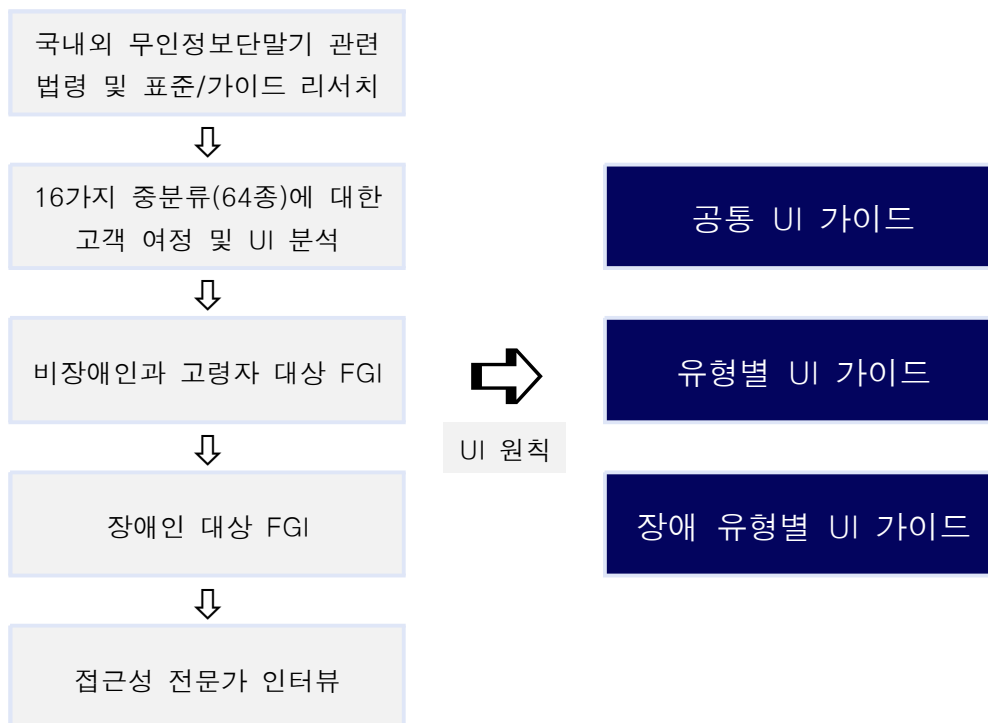 국내외 무인정보단말기 관련
법령 및 표준/가이드 리서치
16가지 중분류(64종)에 대한
고객 여정 및 UI 분석
비장애인과 고령자 대상 FGI
장애인 대상 FGI
접근성 전문가 인터뷰
UI 원칙
공통 UI 가이드
유형별 UI 가이드
장애 유형별 UI 가이드